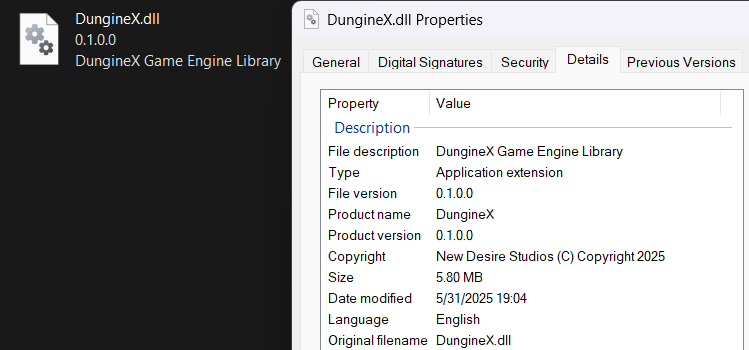 DungineX.dll
0.1.0.0
DungineX Game Engine Library
DungineX.dll Properties
General Digital Signatures Security Details Previous Versions
Property Value
Description
File description DungineX Game Engine Library
Type Application extension
File version 0.1.0.0
Product name DungineX
Product version 0.1.0.0
Copyright New Desire Studios (C) Copyright 2025
Size 5.80 MB
Date modified 5/31/2025 19:04
Language English
Original filename DungineX.dll